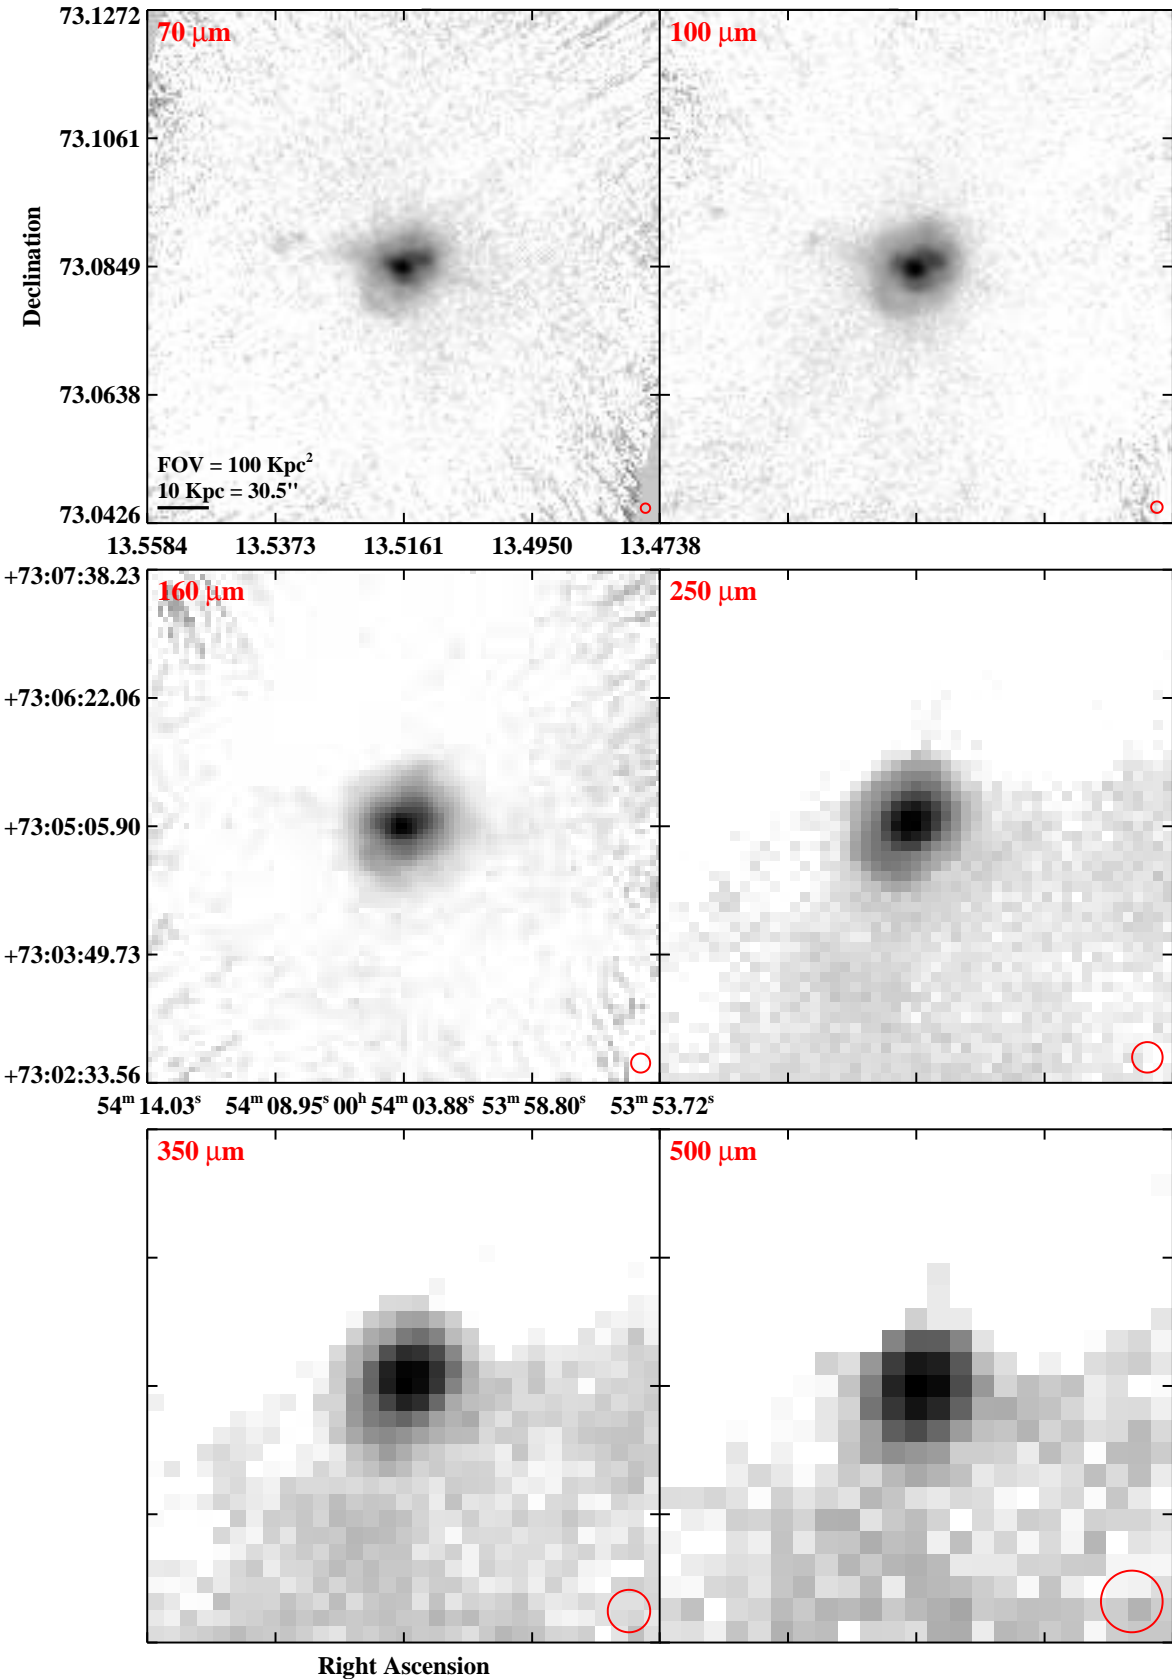 73.1272
70 μm
100 μm
73.1061
Declination
73.0849
73.0638
FOV = 100 Kpc²
10 Kpc = 30.5"
73.0426
13.5584 13.5373 13.5161 13.4950 13.4738
+73:07:38.23
160 μm
250 μm
+73:06:22.06
+73:05:05.90
+73:03:49.73
+73:02:33.56
54ᵐ 14.03ˢ 54ᵐ 08.95ˢ 00ʰ 54ᵐ 03.88ˢ 53ᵐ 58.80ˢ 53ᵐ 53.72ˢ
350 μm
500 μm
Right Ascension